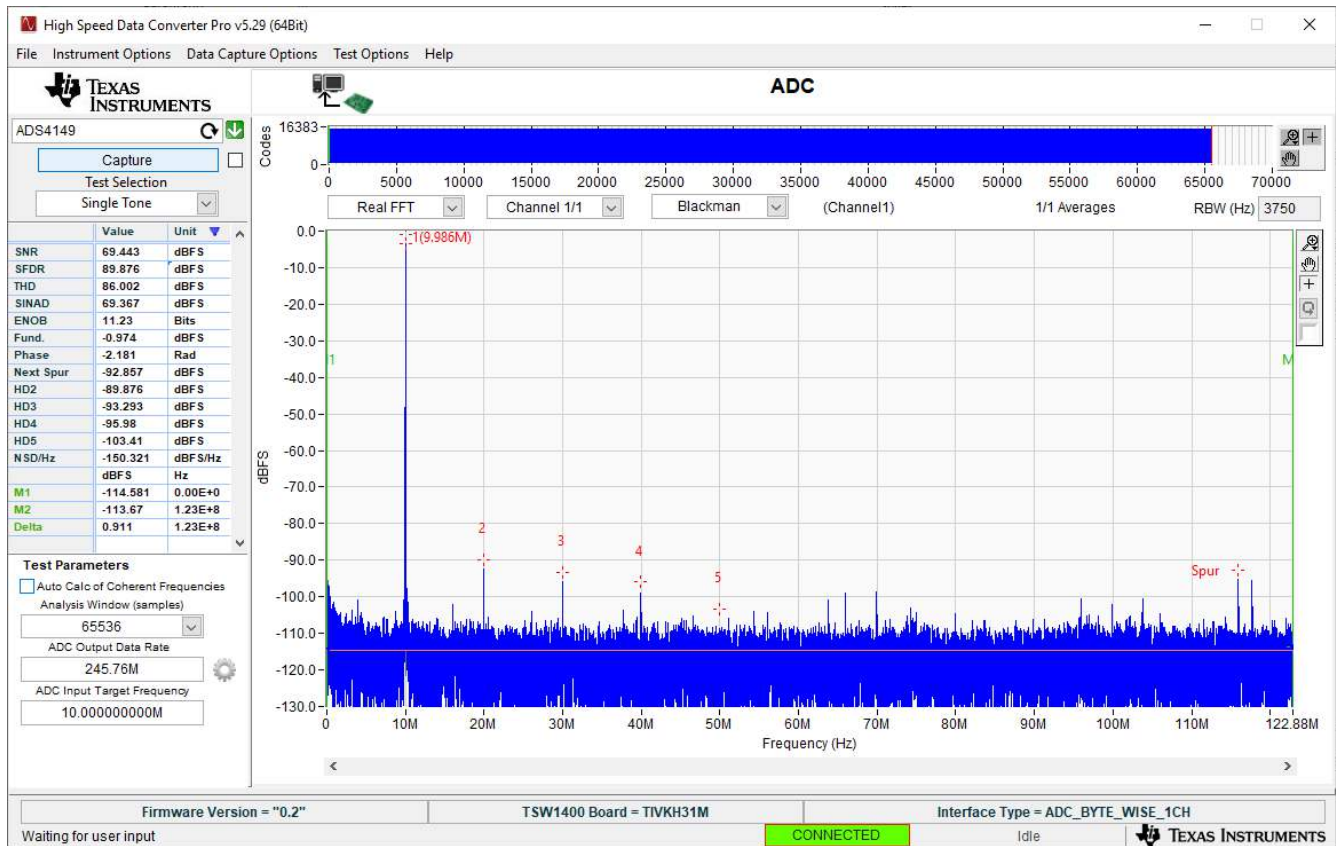 High Speed Data Converter Pro v5.29 (64Bit)
File Instrument Options Data Capture Options Test Options Help
TEXAS
INSTRUMENTS
ADC
ADS4149
Capture
Test Selection
Single Tone
Value Unit
SNR 69.443 dBFS
SFDR 89.876 dBFS
THD 86.002 dBFS
SINAD 69.367 dBFS
ENOB 11.23 Bits
Fund. -0.974 dBFS
Phase -2.181 Rad
Next Spur -92.857 dBFS
HD2 -89.876 dBFS
HD3 -93.293 dBFS
HD4 -95.98 dBFS
HD5 -103.41 dBFS
NSD/Hz -150.321 dBFS/Hz
dBFS Hz
M1 -114.581 0.00E+0
M2 -113.67 1.23E+8
Delta 0.911 1.23E+8
Test Parameters
Auto Calc of Coherent Frequencies
Analysis Window (samples)
65536
ADC Output Data Rate
245.76M
ADC Input Target Frequency
10.000000000M
Codes
16383
0
0 5000 10000 15000 20000 25000 30000 35000 40000 45000 50000 55000 60000 65000 70000
Real FFT Channel 1/1 Blackman (Channel1) 1/1 Averages RBW (Hz) 3750
dBFS
0.0
-10.0
-20.0
-30.0
-40.0
-50.0
-60.0
-70.0
-80.0
-90.0
-100.0
-110.0
-120.0
-130.0
1(9.986M)
1
M
2
3
4
5
Spur
0 10M 20M 30M 40M 50M 60M 70M 80M 90M 100M 110M 122.88M
Frequency (Hz)
Firmware Version = "0.2" TSW1400 Board = TIVKH31M Interface Type = ADC_BYTE_WISE_1CH
Waiting for user input CONNECTED Idle TEXAS INSTRUMENTS